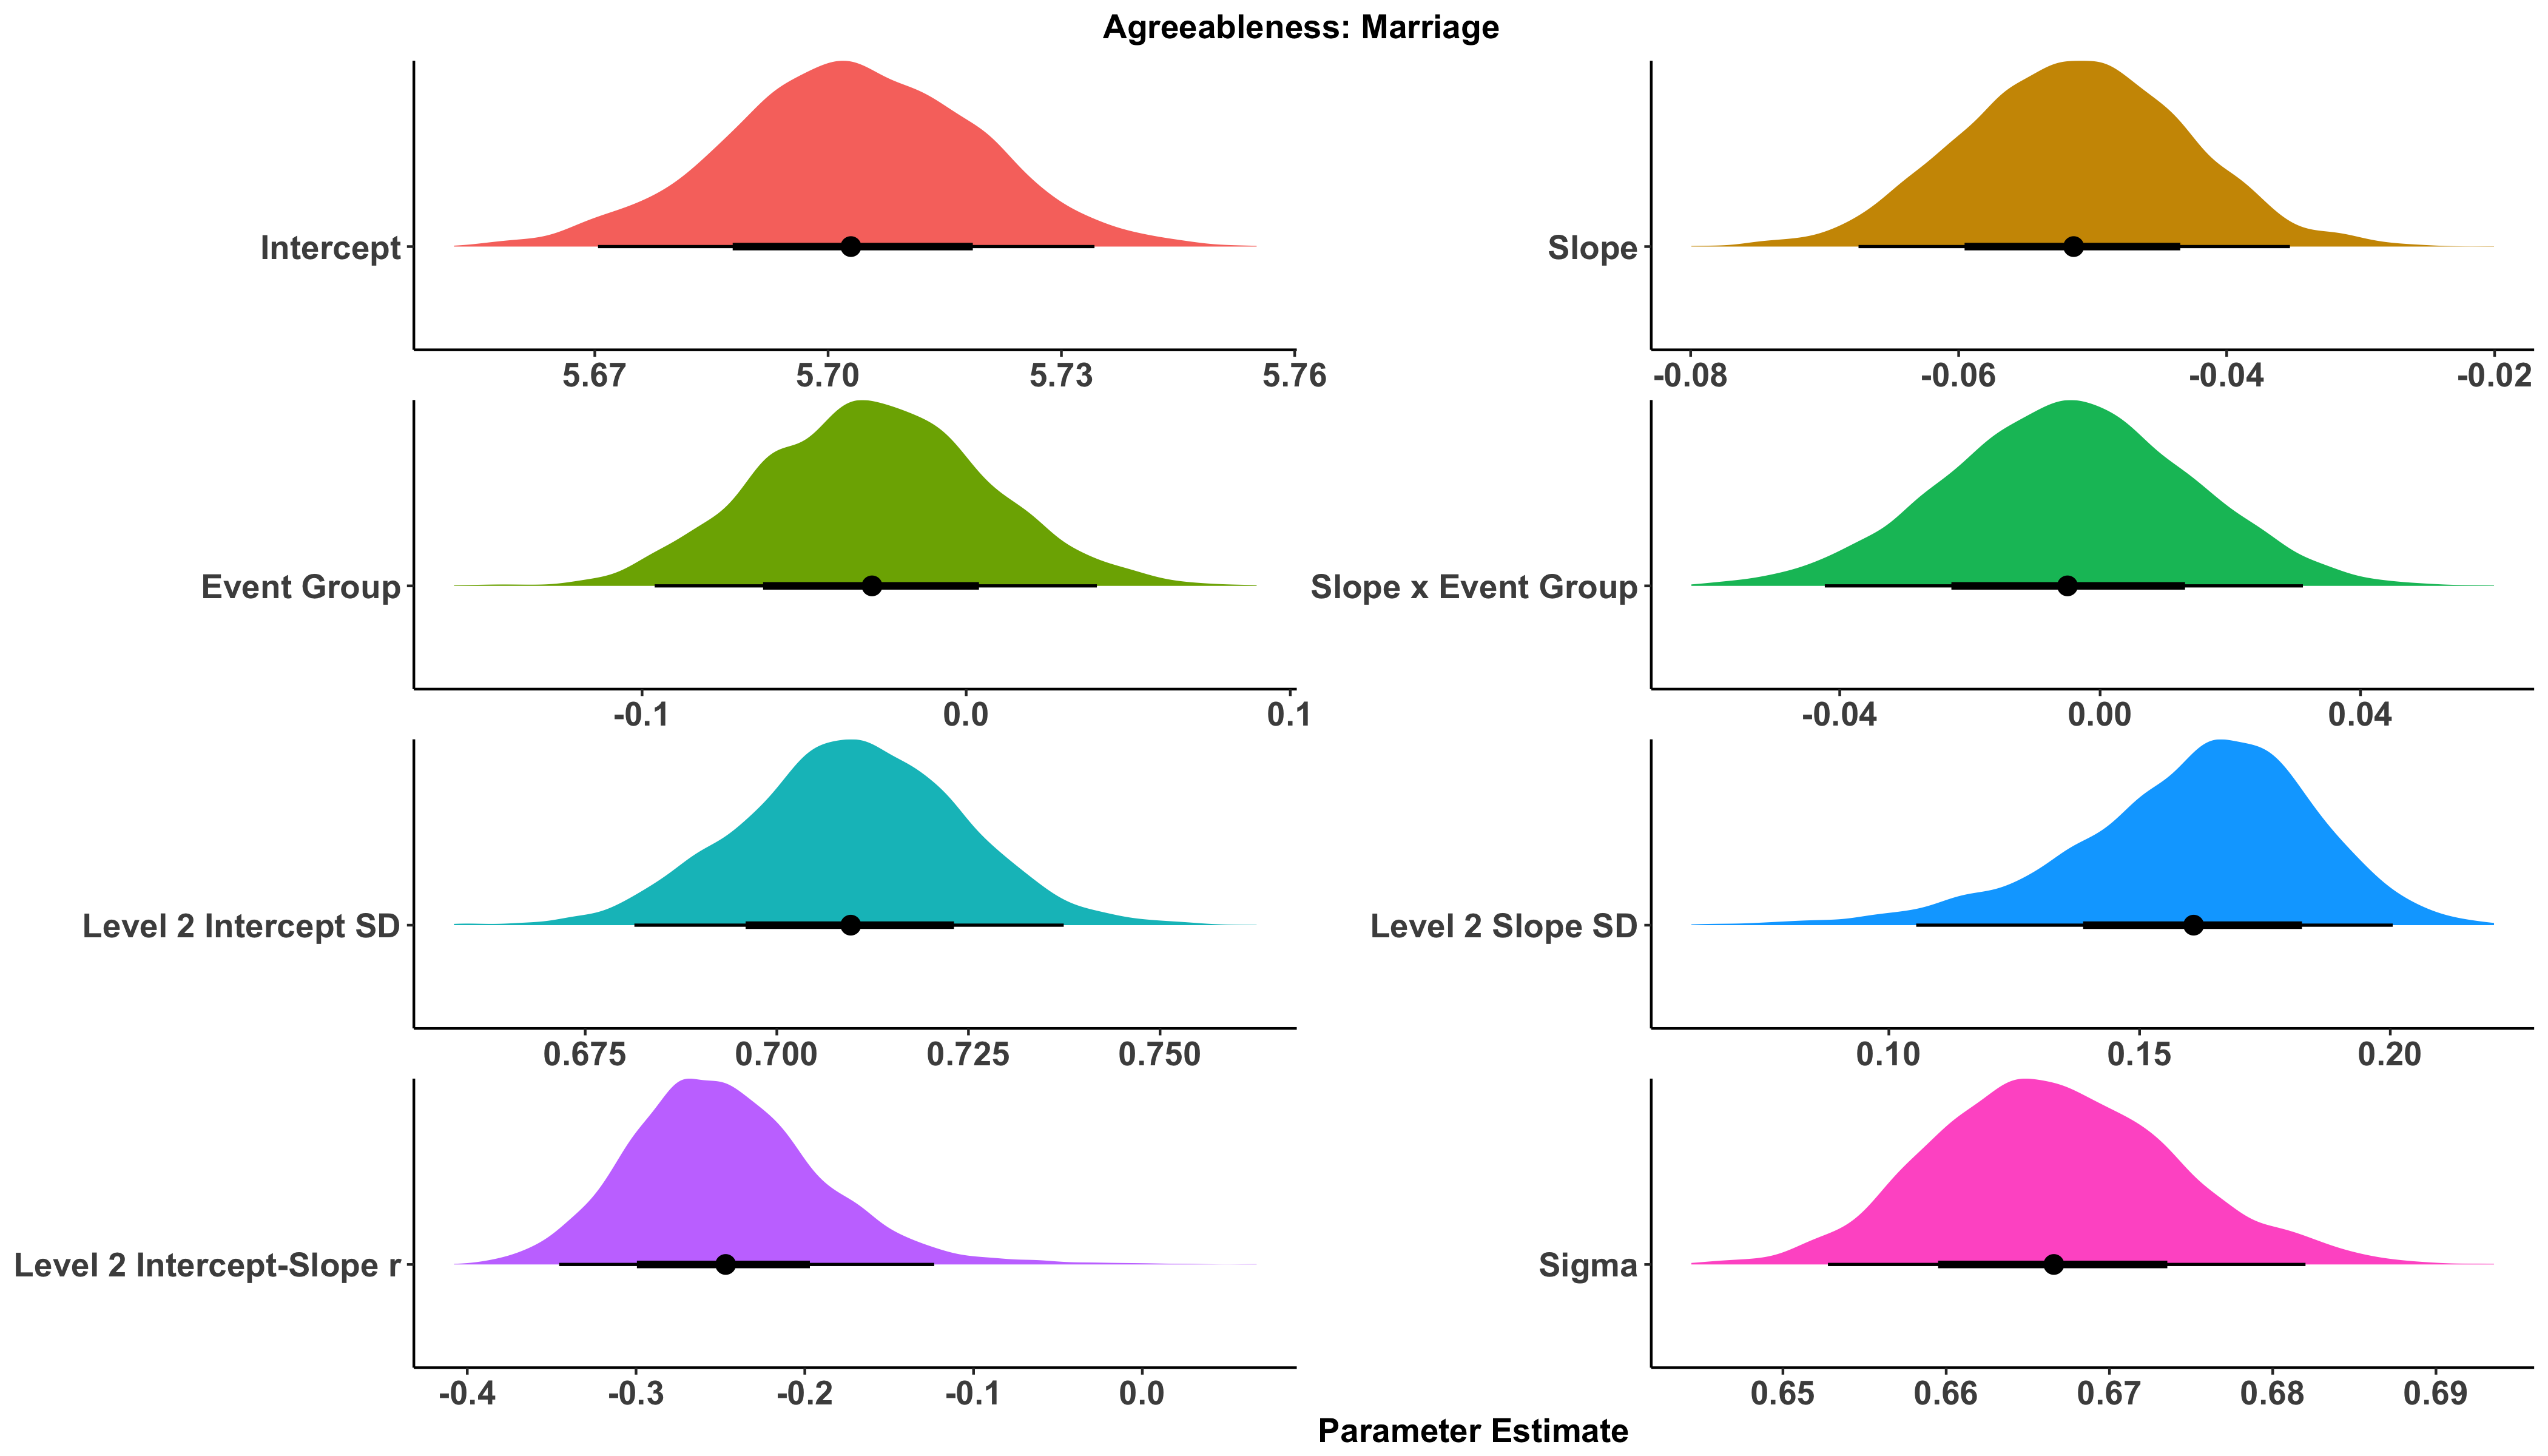 Agreeableness: Marriage
Intercept
5.67 5.70 5.73 5.76
Slope
-0.08 -0.06 -0.04 -0.02
Event Group
-0.1 0.0 0.1
Slope x Event Group
-0.04 0.00 0.04
Level 2 Intercept SD
0.675 0.700 0.725 0.750
Level 2 Slope SD
0.10 0.15 0.20
Level 2 Intercept-Slope r
-0.4 -0.3 -0.2 -0.1 0.0
Sigma
0.65 0.66 0.67 0.68 0.69
Parameter Estimate